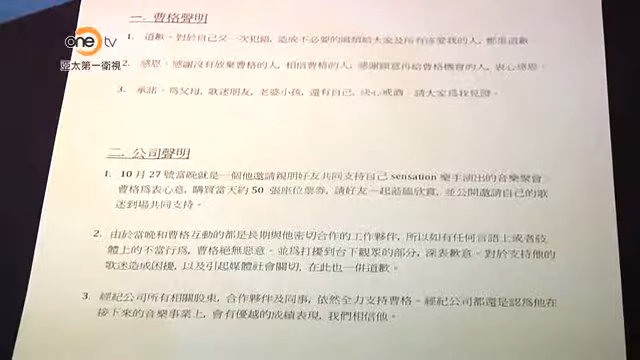 一. 曹格聲明
one tv
亞太第一衛視
1. 道歉。對於自己又一次犯錯，造成不必要的麻煩給大家及所有疼愛我的人，鄭重道歉
2. 感恩。感謝沒有放棄曹格的人，相信曹格的人，感謝願意再給曹格機會的人，衷心感恩。
3. 承諾。為父母，歌迷朋友，老婆小孩，還有自己，決心戒酒。請大家為我見證。
二. 公司聲明
1. 10月27號當晚就是一個他邀請親朋好友共同支持自己 sensation 樂手演出的音樂聚會
曹格為表心意，購買當天約 50 張座位票券，請好友一起蒞臨欣賞，並公開邀請自己的歌
迷到場共同支持。
2. 由於當晚和曹格互動的都是長期與他密切合作的工作夥伴，所以如有任何言語上或者肢
體上的不當行為，曹格絕無惡意。並為打擾到台下觀眾的部分，深表歉意。對於支持他的
歌迷造成困擾，以及引起媒體社會關切，在此也一併道歉。
3. 經紀公司所有相關股東，合作夥伴及同事，依然全力支持曹格。經紀公司都還是認為他在
接下來的音樂事業上，會有優越的成績表現，我們相信他。